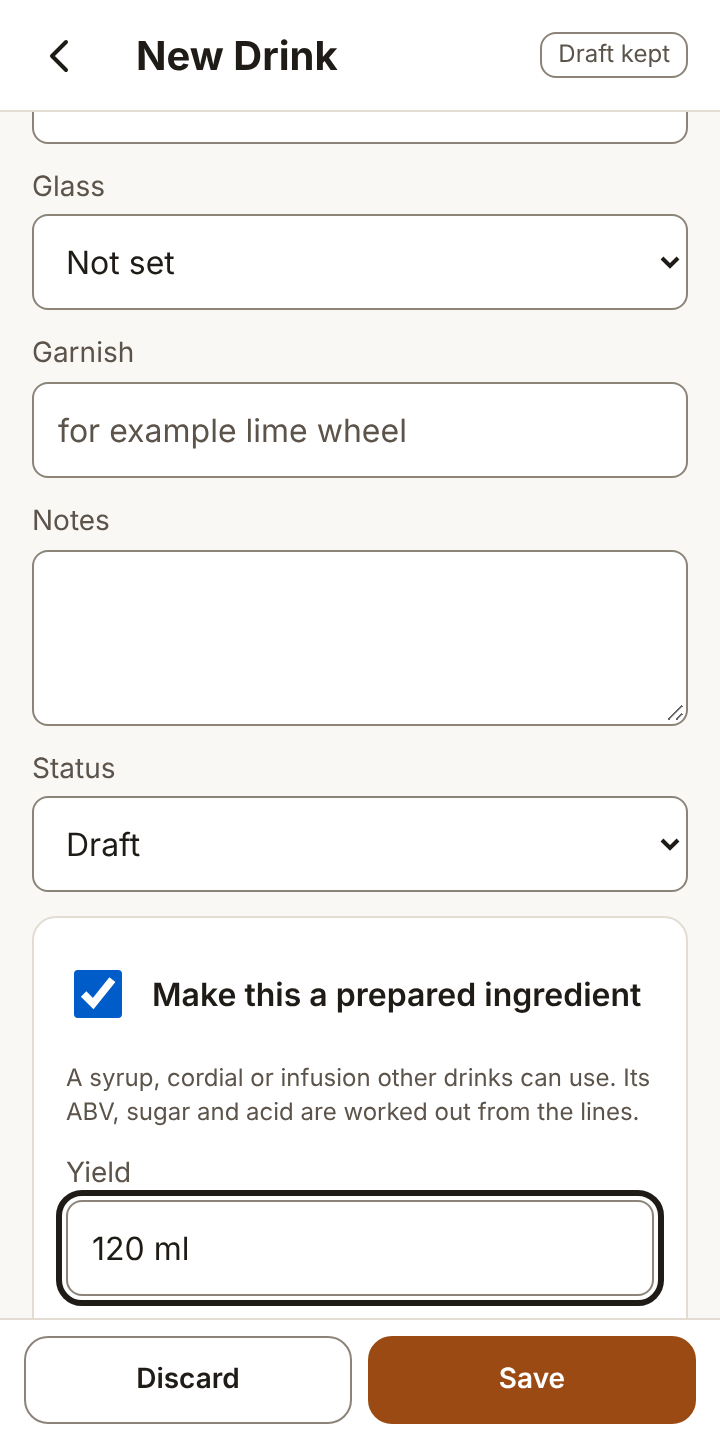 New Drink
Draft kept
Glass
Not set
Garnish
for example lime wheel
Notes
Status
Draft
Make this a prepared ingredient
A syrup, cordial or infusion other drinks can use. Its
ABV, sugar and acid are worked out from the lines.
Yield
120 ml
Discard
Save